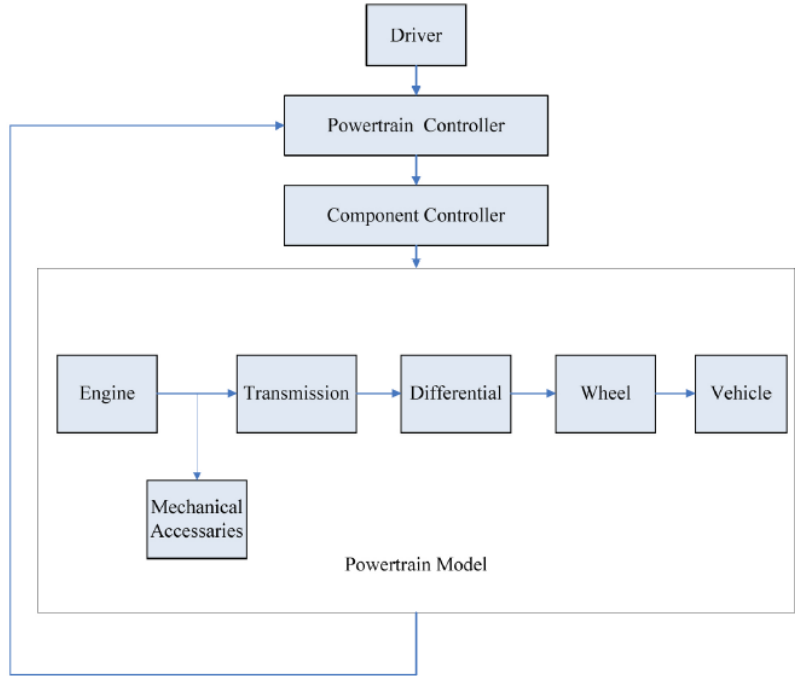 Driver
Powertrain Controller
Component Controller
Engine
Transmission
Differential
Wheel
Vehicle
Mechanical
Accessaries
Powertrain Model